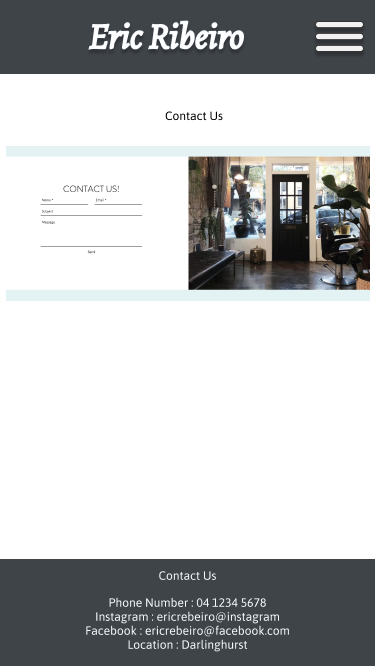 Eric Ribeiro
Contact Us
CONTACT US!
Name * Email *
Subject
Message
Send
Contact Us
Phone Number : 04 1234 5678
Instagram : ericrebeiro@instagram
Facebook : ericrebeiro@facebook.com
Location : Darlinghurst